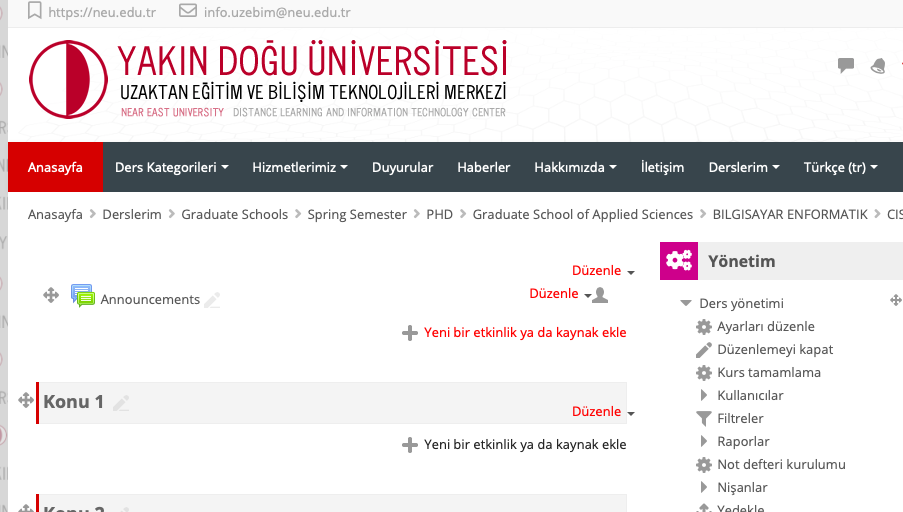 https://neu.edu.tr info.uzebim@neu.edu.tr
YAKIN DOĞU ÜNİVERSİTESİ
UZAKTAN EĞİTİM VE BİLİŞİM TEKNOLOJİLERİ MERKEZİ
NEAR EAST UNIVERSITY DISTANCE LEARNING AND INFORMATION TECHNOLOGY CENTER
Anasayfa Ders Kategorileri Hizmetlerimiz Duyurular Haberler Hakkımızda İletişim Derslerim Türkçe (tr)
Anasayfa Derslerim Graduate Schools Spring Semester PHD Graduate School of Applied Sciences BILGISAYAR ENFORMATIK CIS
Düzenle
Announcements
Düzenle
Yeni bir etkinlik ya da kaynak ekle
Konu 1
Düzenle
Yeni bir etkinlik ya da kaynak ekle
Konu 2
Yönetim
Ders yönetimi
Ayarları düzenle
Düzenlemeyi kapat
Kurs tamamlama
Kullanıcılar
Filtreler
Raporlar
Not defteri kurulumu
Nişanlar
Yedekle